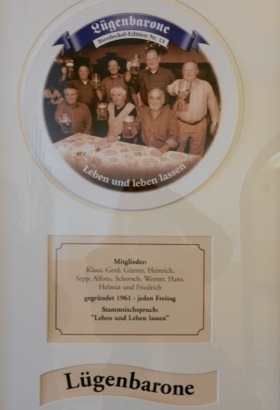 Lügenbarone
Bierdeckel-Edition Nr. 13
Leben und leben lassen
Mitglieder:
Klaus, Gerd, Günter, Heinrich,
Sepp, Alfons, Schorsch, Werner, Hans,
Helmut und Friedrich
gegründet 1961 - jeden Freitag
Stammtischspruch:
"Leben und Leben lassen"
Lügenbarone